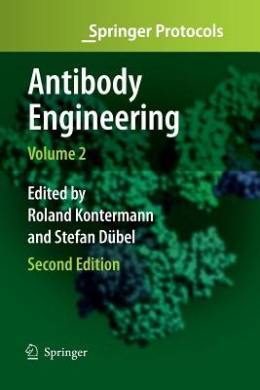 Springer Protocols
Antibody
Engineering
Volume 2
Edited by
Roland Kontermann
and Stefan Dübel
Second Edition
Springer